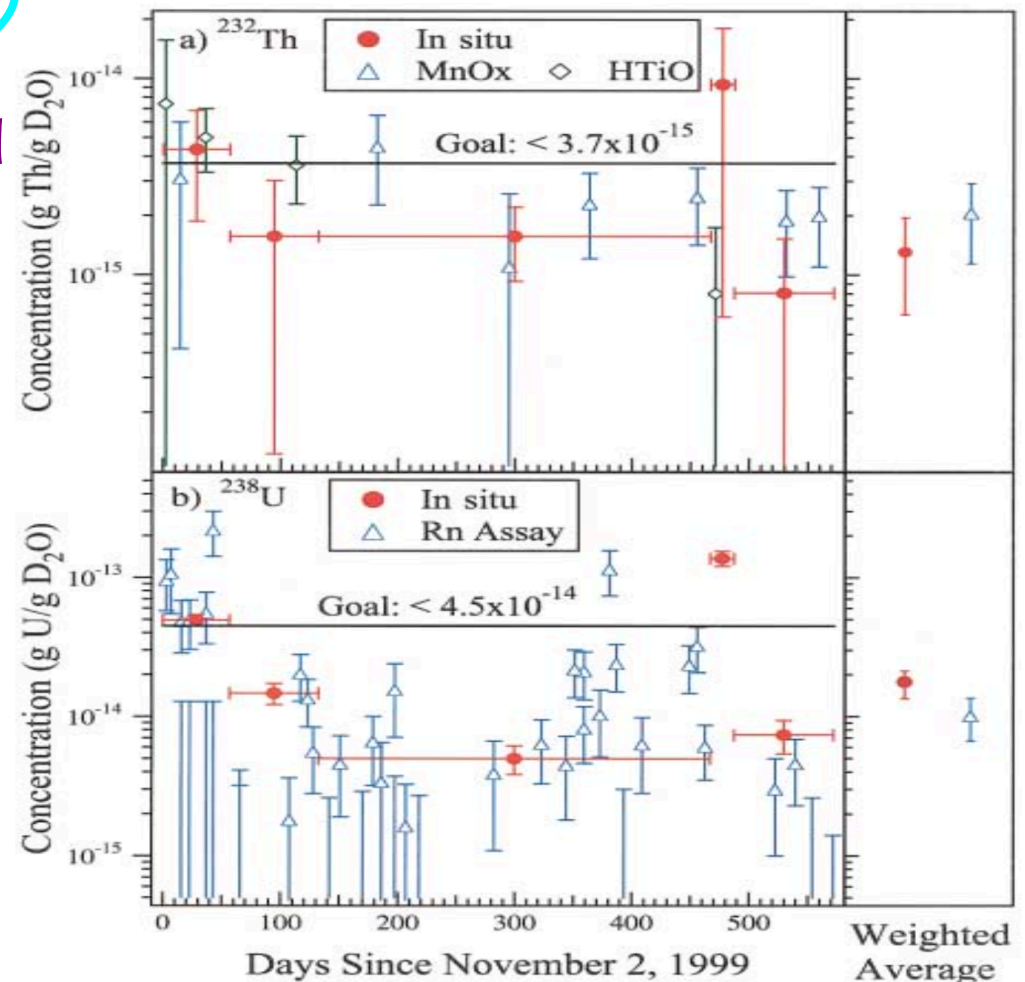 a) ²³²Th
In situ
MnOx HTiO
Goal: < 3.7x10⁻¹⁵
10⁻¹⁴
10⁻¹⁵
Concentration (g Th/g D₂O)
b) ²³⁸U
In situ
Rn Assay
Goal: < 4.5x10⁻¹⁴
10⁻¹³
10⁻¹⁴
10⁻¹⁵
Concentration (g U/g D₂O)
0 100 200 300 400 500
Days Since November 2, 1999
Weighted
Average